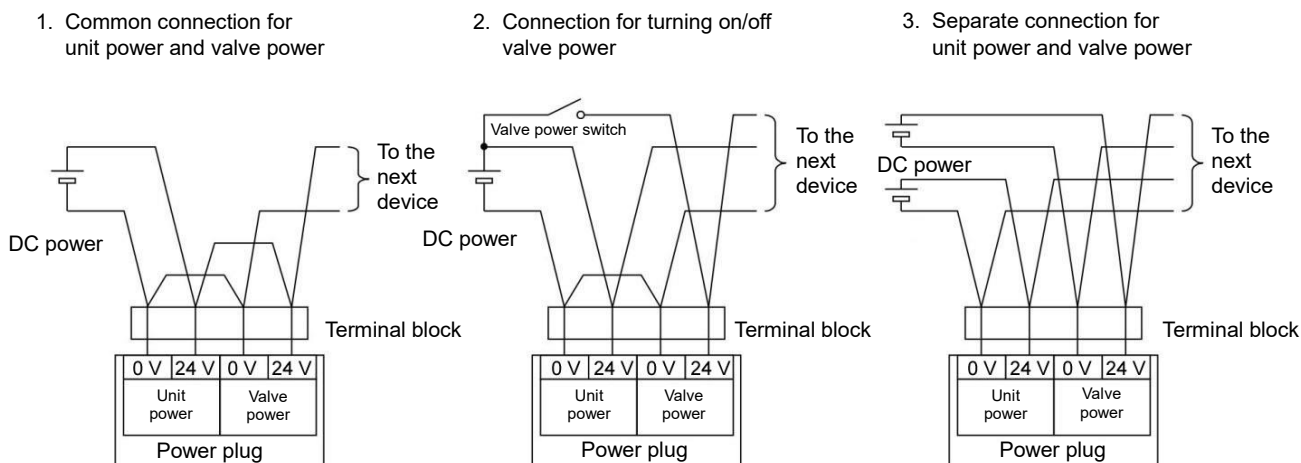 1. Common connection for
unit power and valve power
DC power
To the
next
device
Terminal block
0 V 24 V 0 V 24 V
Unit
power
Valve
power
Power plug
2. Connection for turning on/off
valve power
Valve power switch
DC power
To the
next
device
Terminal block
0 V 24 V 0 V 24 V
Unit
power
Valve
power
Power plug
3. Separate connection for
unit power and valve power
DC power
To the
next
device
Terminal block
0 V 24 V 0 V 24 V
Unit
power
Valve
power
Power plug